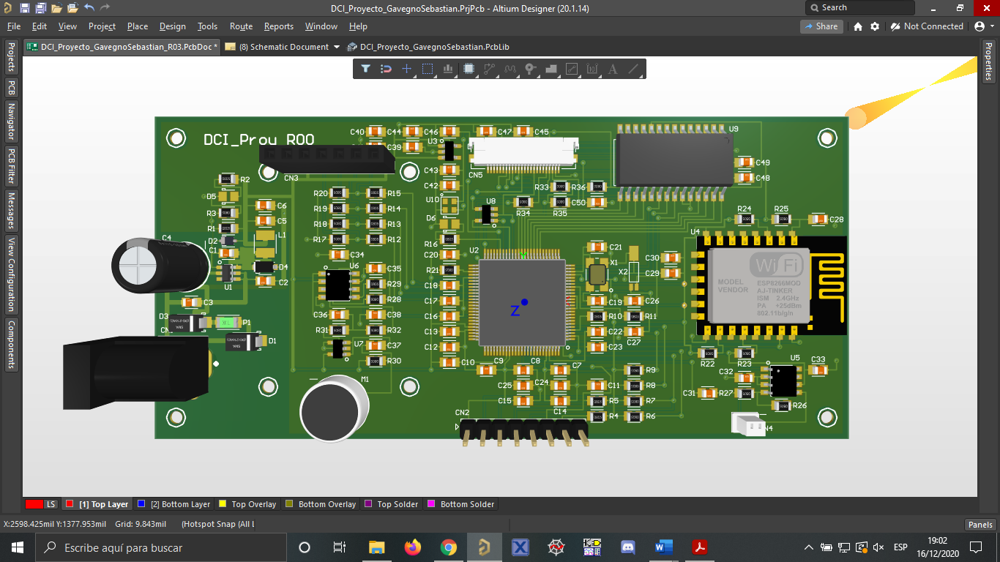 DCI_Proyecto_GavegnoSebastian.PrjPcb - Altium Designer (20.1.14)
Search
File Edit View Project Place Design Tools Route Reports Window Help
Share Not Connected
DCI_Proyecto_GavegnoSebastian_R03.PcbDoc * (8) Schematic Document DCI_Proyecto_GavegnoSebastian.PcbLib
Projects
PCB
Navigator
PCB Filter
Messages
View Configuration
Components
Properties
DCI_Proy R00
C40 C44 C46 C47 C45 U9
U3
C39
CN3 C43 CN5 C49
R2 C42 R33 R36 C48
D5 C6 R20 R15 U10 U8 C50
R3 C5 R19 R14 R34 R35 R24 R25
D6 C28
R1 R18 R13
C4 D2 L1 R17 R12 R16 U2 C21 U4
C1 C34 C20 X1 C30
D4 U6 C35 R21 X2 C29
U1 C2 R29 C18
C3 R28 C17 C19 C26
D3 P1 C36 C38 C16 R10 R11
CN R31 R32 C13 C22 C27
D1 U7 C37 C12 C23
R30 C10 C9 C8 C7 R9 R22 R23 U5 C33
M1 C25 C24 C11 R8 C32
C15 C14 R5 R7 C31 R27 R26
CN2 R4 R6 N4
Z
WiFi
MODEL ESP8266MOD
VENDOR AJ-TINKER
ISM 2.4GHz
PA +25dBm
802.11b/g/n
LS [1] Top Layer [2] Bottom Layer Top Overlay Bottom Overlay Top Solder Bottom Solder
X:2598.425mil Y:1377.953mil Grid: 9.843mil (Hotspot Snap (All L
Panels
Escribe aquí para buscar
ESP
19:02
16/12/2020